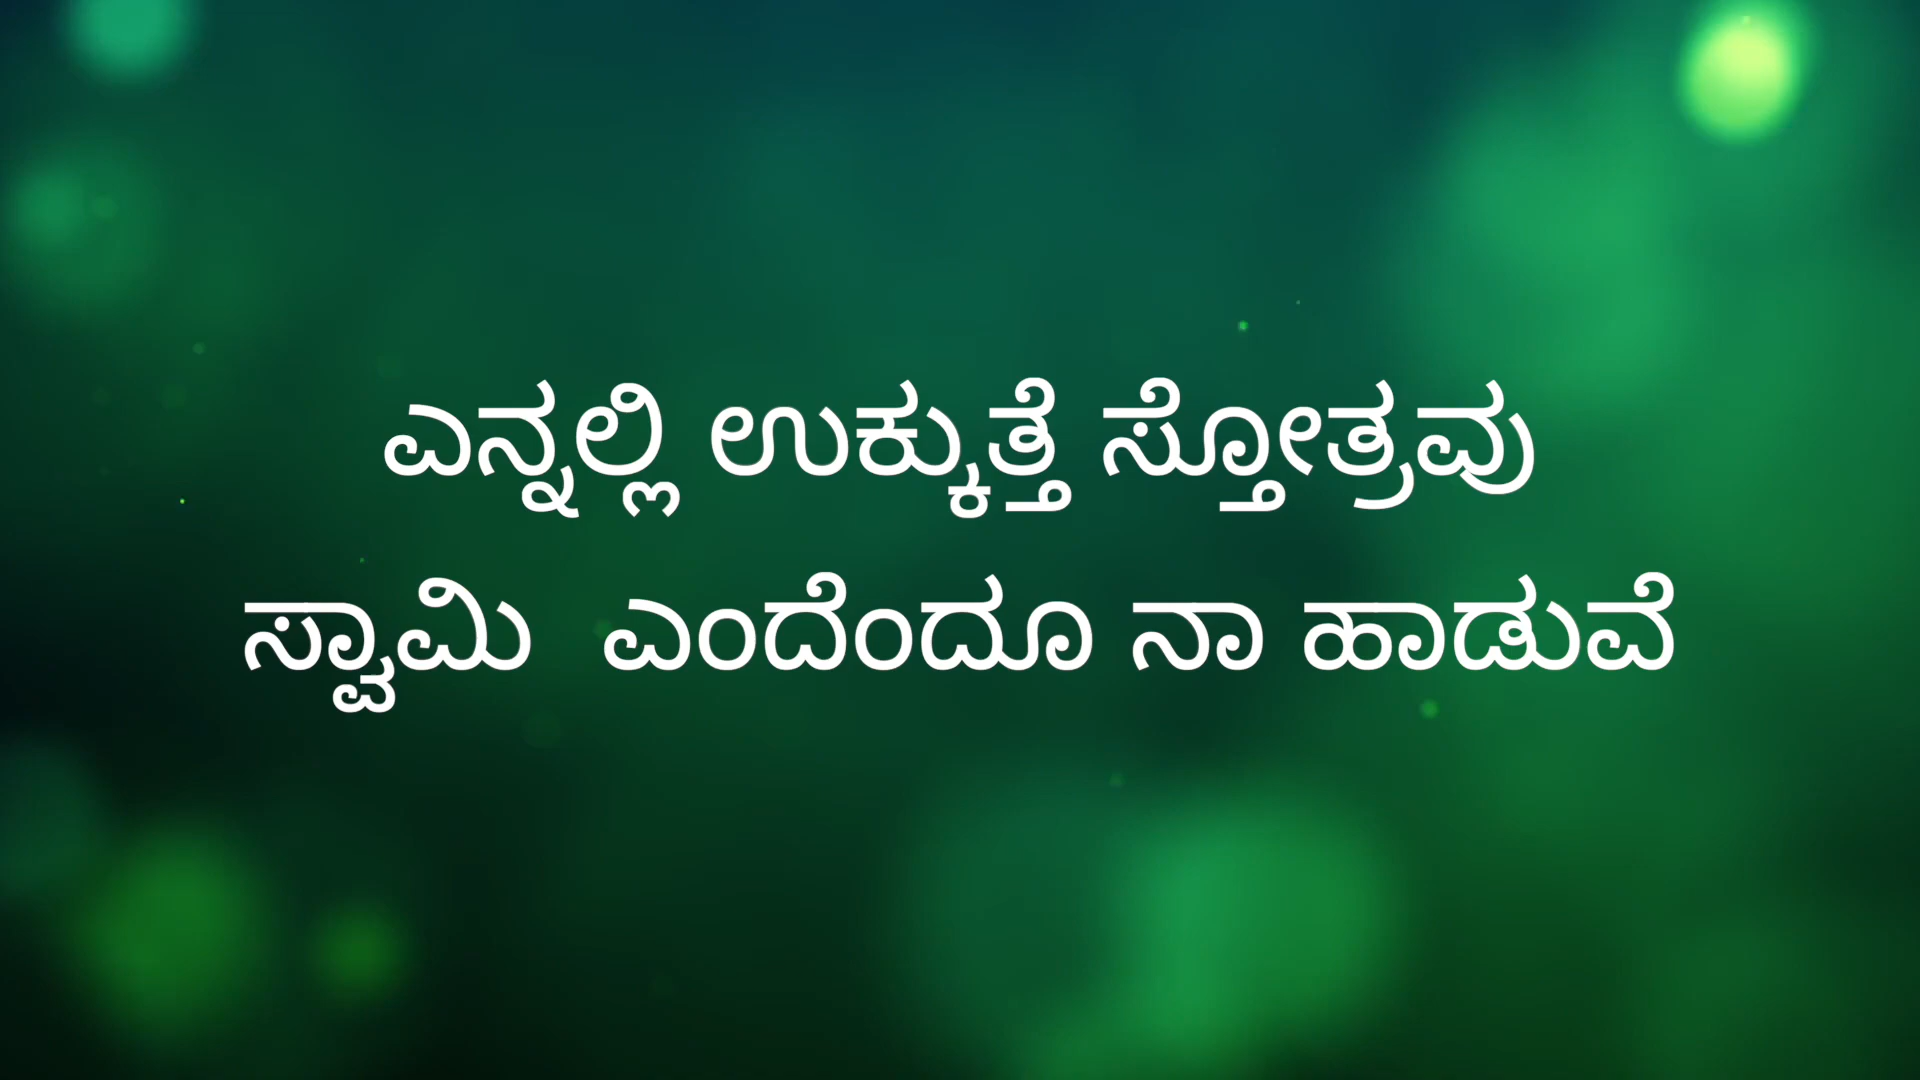 ಎನ್ನಲ್ಲಿ ಉಕ್ಕುತ್ತೆ ಸ್ತೋತ್ರವು
ಸ್ವಾಮಿ ಎಂದೆಂದೂ ನಾ ಹಾಡುವೆ